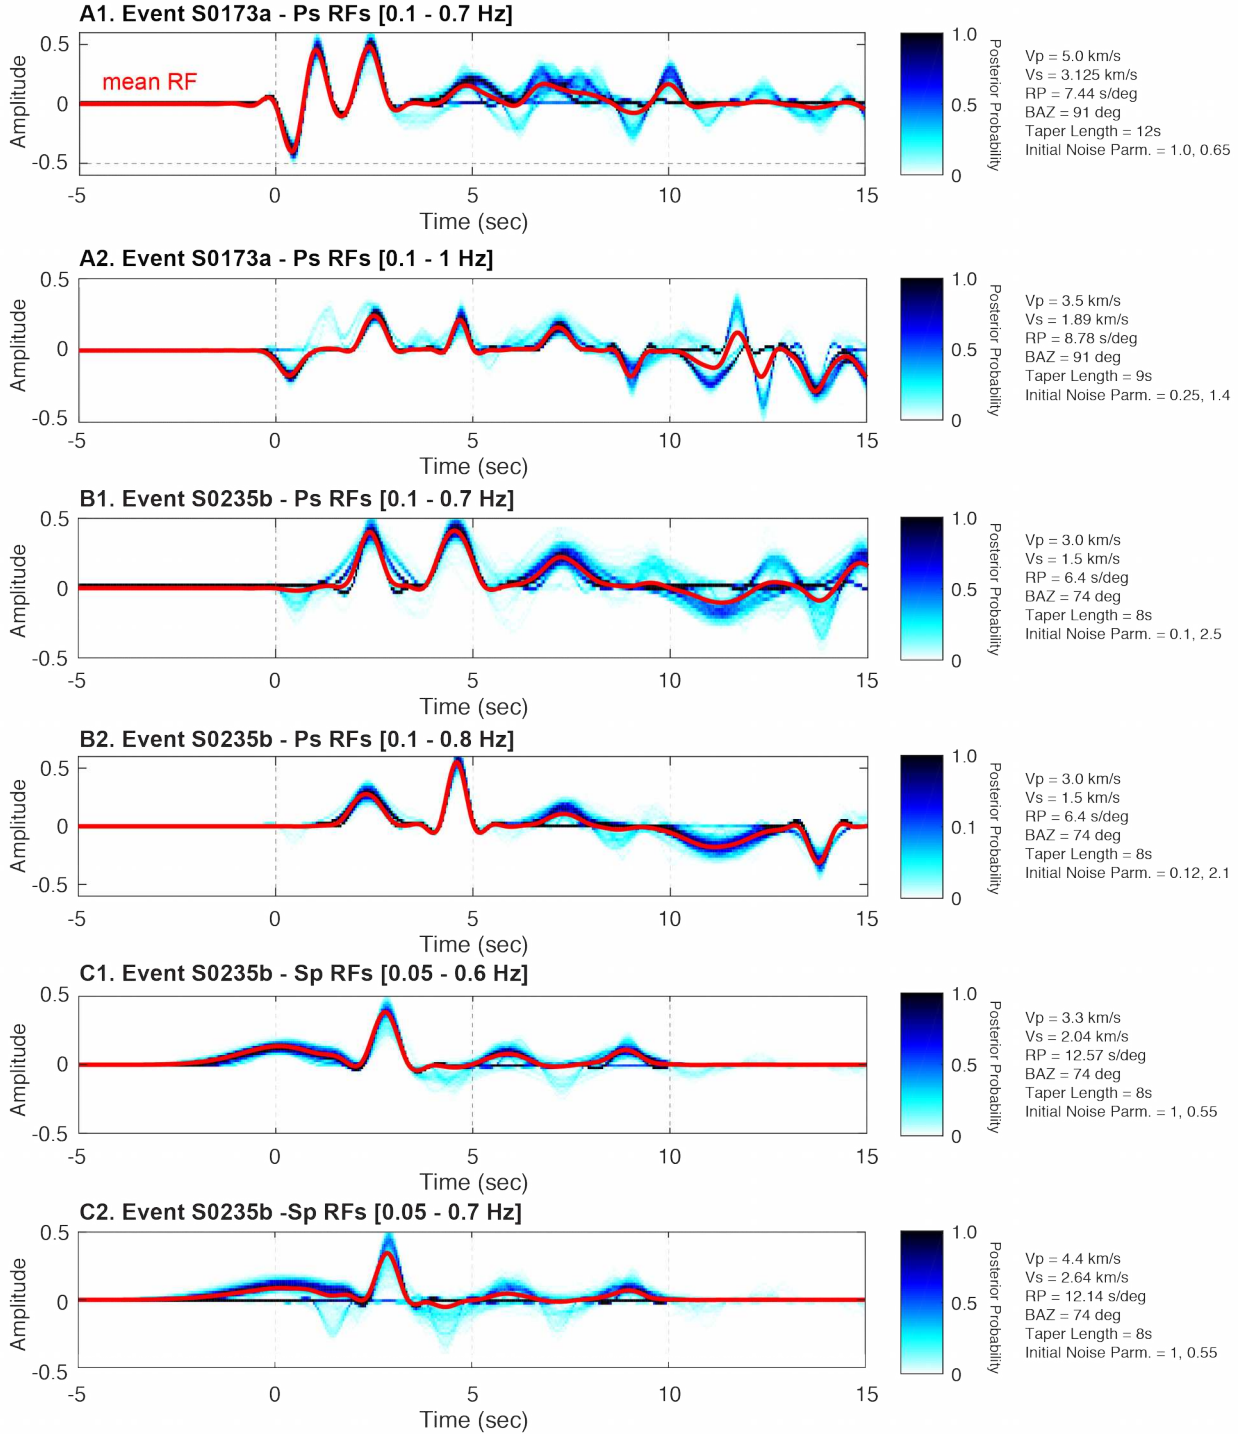 A1. Event S0173a - Ps RFs [0.1 - 0.7 Hz]
0.5
0
-0.5
Amplitude
mean RF
-5 0 5 10 15
Time (sec)
1.0
0.5
0
Posterior Probability
Vp = 5.0 km/s
Vs = 3.125 km/s
RP = 7.44 s/deg
BAZ = 91 deg
Taper Length = 12s
Initial Noise Parm. = 1.0, 0.65
A2. Event S0173a - Ps RFs [0.1 - 1 Hz]
0.5
0
-0.5
Amplitude
-5 0 5 10 15
Time (sec)
1.0
0.5
0
Posterior Probability
Vp = 3.5 km/s
Vs = 1.89 km/s
RP = 8.78 s/deg
BAZ = 91 deg
Taper Length = 9s
Initial Noise Parm. = 0.25, 1.4
B1. Event S0235b - Ps RFs [0.1 - 0.7 Hz]
0.5
0
-0.5
Amplitude
-5 0 5 10 15
Time (sec)
1.0
0.5
0
Posterior Probability
Vp = 3.0 km/s
Vs = 1.5 km/s
RP = 6.4 s/deg
BAZ = 74 deg
Taper Length = 8s
Initial Noise Parm. = 0.1, 2.5
B2. Event S0235b - Ps RFs [0.1 - 0.8 Hz]
0.5
0
-0.5
Amplitude
-5 0 5 10 15
Time (sec)
1.0
0.1
0
Posterior Probability
Vp = 3.0 km/s
Vs = 1.5 km/s
RP = 6.4 s/deg
BAZ = 74 deg
Taper Length = 8s
Initial Noise Parm. = 0.12, 2.1
C1. Event S0235b - Sp RFs [0.05 - 0.6 Hz]
0.5
0
-0.5
Amplitude
-5 0 5 10 15
Time (sec)
1.0
0.5
0
Posterior Probability
Vp = 3.3 km/s
Vs = 2.04 km/s
RP = 12.57 s/deg
BAZ = 74 deg
Taper Length = 8s
Initial Noise Parm. = 1, 0.55
C2. Event S0235b -Sp RFs [0.05 - 0.7 Hz]
0.5
0
-0.5
Amplitude
-5 0 5 10 15
Time (sec)
1.0
0.5
0
Posterior Probability
Vp = 4.4 km/s
Vs = 2.64 km/s
RP = 12.14 s/deg
BAZ = 74 deg
Taper Length = 8s
Initial Noise Parm. = 1, 0.55